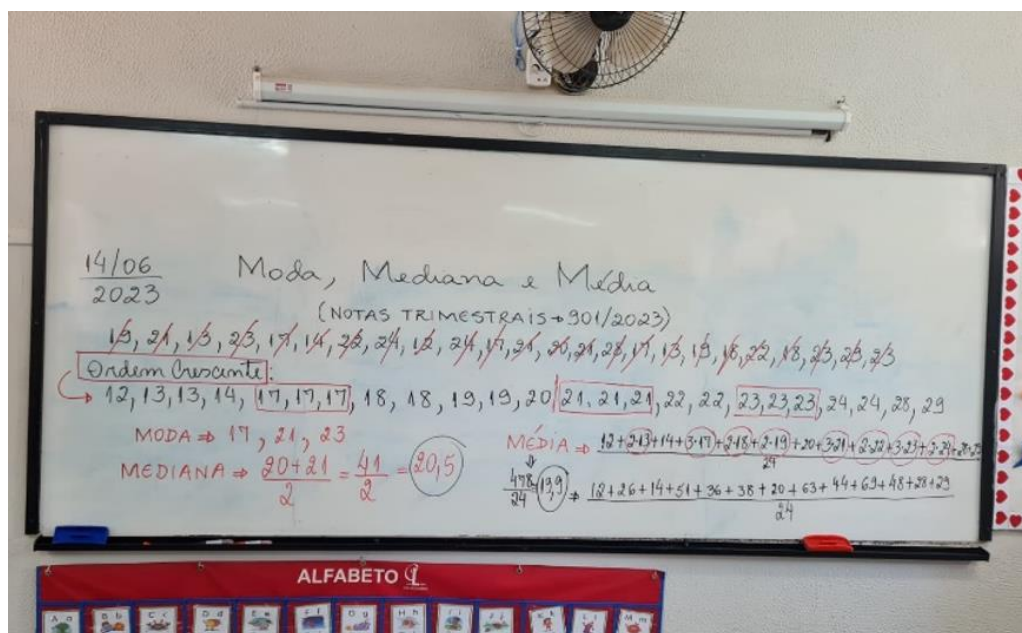 14/06
2023
Moda, Mediana e Média
(NOTAS TRIMESTRAIS → 901/2023)
19, 21, 13, 23, 17, 14, 22, 24, 12, 24, 17, 21, 20, 21, 28, 17, 13, 19, 18, 22, 18, 23, 29, 23
Ordem Crescente:
→ 12, 13, 13, 14, 17, 17, 17, 18, 18, 19, 19, 20 | 21, 21, 21, 22, 22, 23, 23, 23, 24, 24, 28, 29
MODA ⇒ 17, 21, 23
MEDIANA ⇒ 20+21/2 = 41/2 = 20,5
MÉDIA ⇒ 12+2·13+14+3·17+2·18+2·19+20+3·21+2·22+3·23+2·24+28+29
24
478/24 = 19,9 ⇒ 12+26+14+51+36+38+20+63+44+69+48+28+29
24
ALFABETO